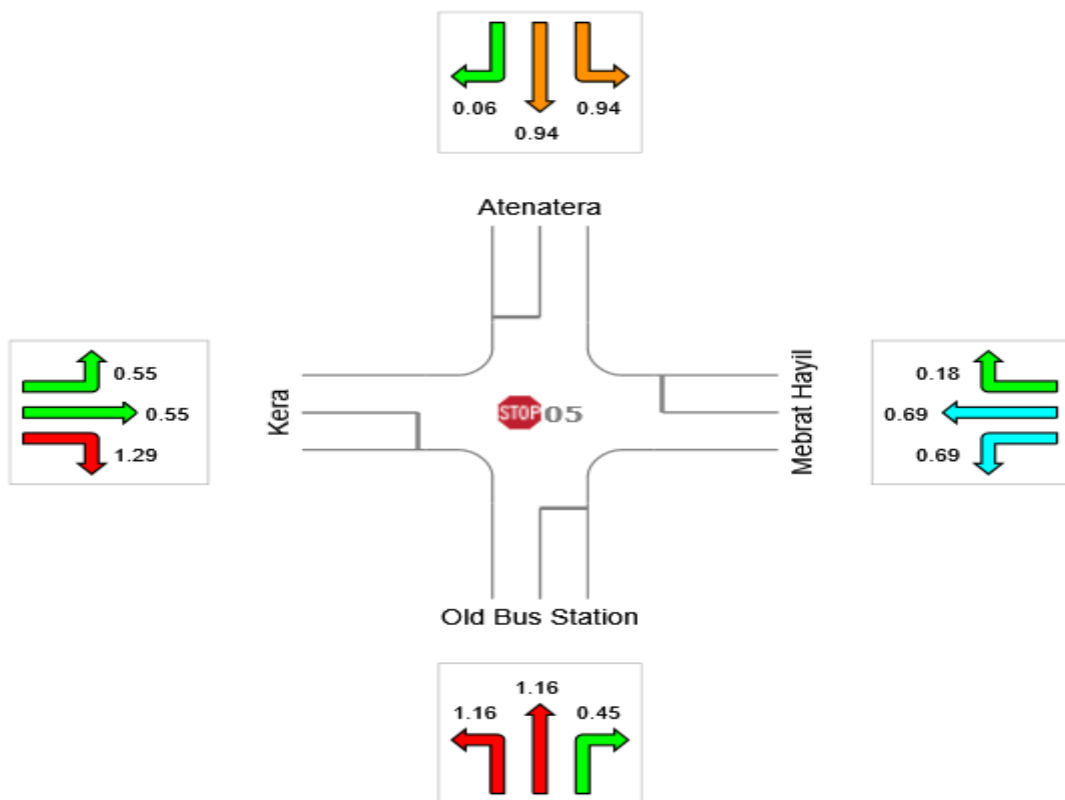 0.06
0.94
0.94
Atenatera
0.55
0.55
1.29
Kera
STOP 05
Mebrat Hayil
0.18
0.69
0.69
Old Bus Station
1.16
1.16
0.45